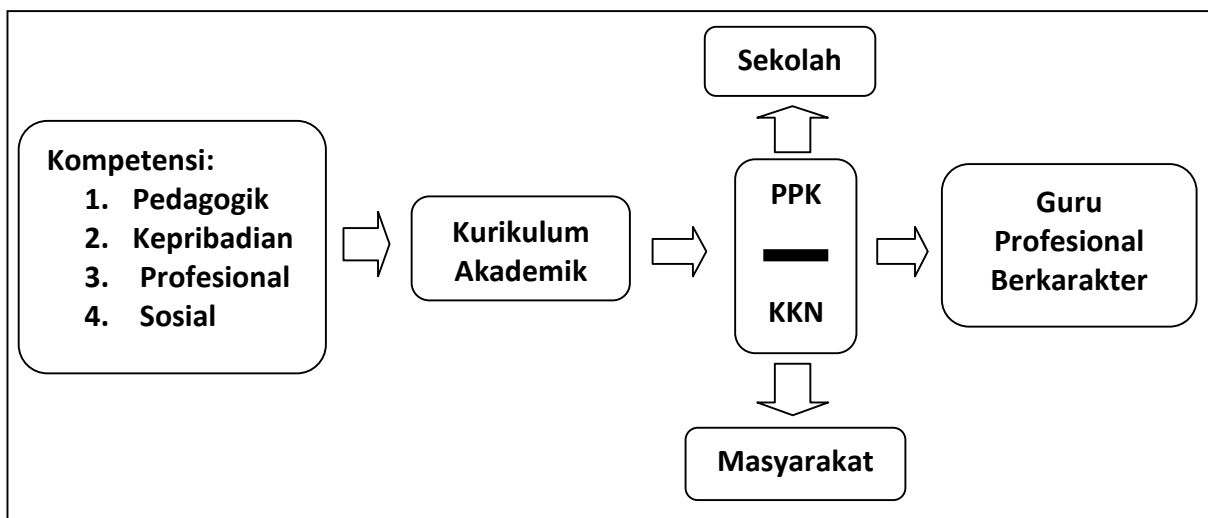 Kompetensi:
1. Pedagogik
2. Kepribadian
3. Profesional
4. Sosial
Kurikulum
Akademik
Sekolah
PPK
KKN
Masyarakat
Guru
Profesional
Berkarakter